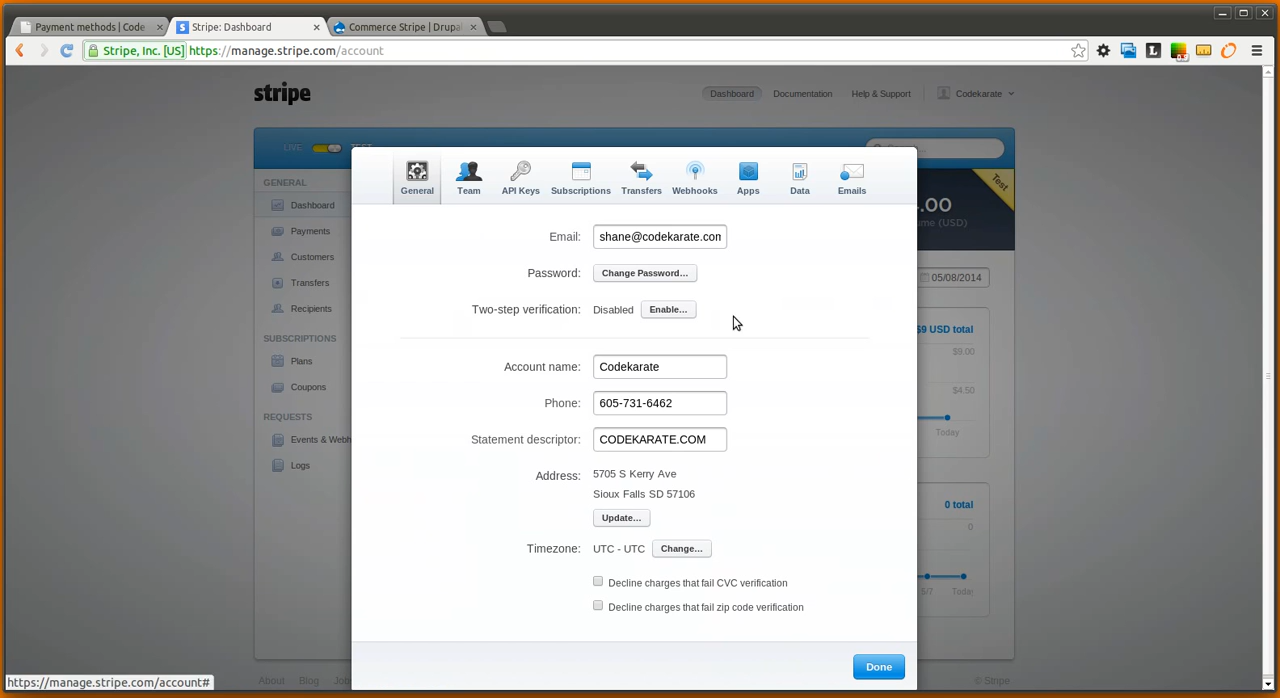 Payment methods | Code
Stripe: Dashboard
Commerce Stripe | Drupal
Stripe, Inc. [US]
https://manage.stripe.com/account
stripe
Dashboard
Documentation
Help & Support
Codekarate
LIVE
TEST
GENERAL
Dashboard
Payments
Customers
Transfers
Recipients
SUBSCRIPTIONS
Plans
Coupons
REQUESTS
Events & Webh
Logs
General
Team
API Keys
Subscriptions
Transfers
Webhooks
Apps
Data
Emails
Email: shane@codekarate.com
Password: Change Password...
Two-step verification: Disabled Enable...
Account name: Codekarate
Phone: 605-731-6462
Statement descriptor: CODEKARATE.COM
Address: 5705 S Kerry Ave
Sioux Falls SD 57106
Update...
Timezone: UTC - UTC Change...
Decline charges that fail CVC verification
Decline charges that fail zip code verification
Done
Test
.00
me (USD)
05/08/2014
$9 USD total
$9.00
$4.50
Today
0 total
0
5/7
Today
About
Blog
Job
© Stripe
https://manage.stripe.com/account#